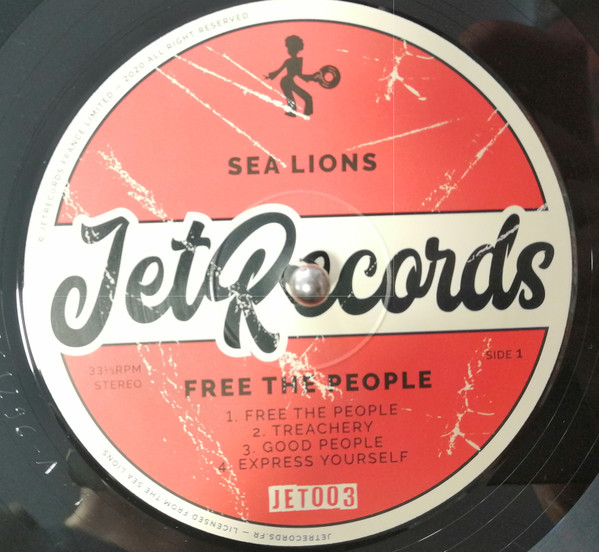 © JETRECORDS FRANCE LIMITED – 2020 ALL RIGHT RESERVED
SEA LIONS
JetRecords
33⅓RPM
STEREO
SIDE 1
FREE THE PEOPLE
1. FREE THE PEOPLE
2. TREACHERY
3. GOOD PEOPLE
4. EXPRESS YOURSELF
JET003
JETRECORDS.FR – LICENSED FROM THE SEA LIONS